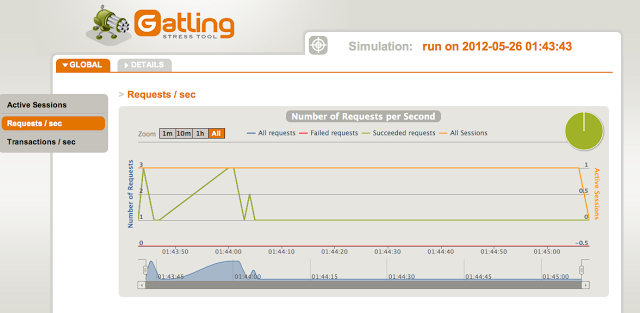 Gatling
STRESS TOOL
Simulation: run on 2012-05-26 01:43:43
GLOBAL DETAILS
Active Sessions
Requests / sec
Transactions / sec
> Requests / sec
Number of Requests per Second
Zoom 1m 10m 1h All
All requests Failed requests Succeeded requests All Sessions
Number of Requests
3
2
1
0
1
0.5
0
-0.5
Active Sessions
01:43:50 01:44:00 01:44:10 01:44:20 01:44:30 01:44:40 01:44:50 01:45:00
01:43:45 01:44:00 01:44:15 01:44:30 01:44:45 01:45:00